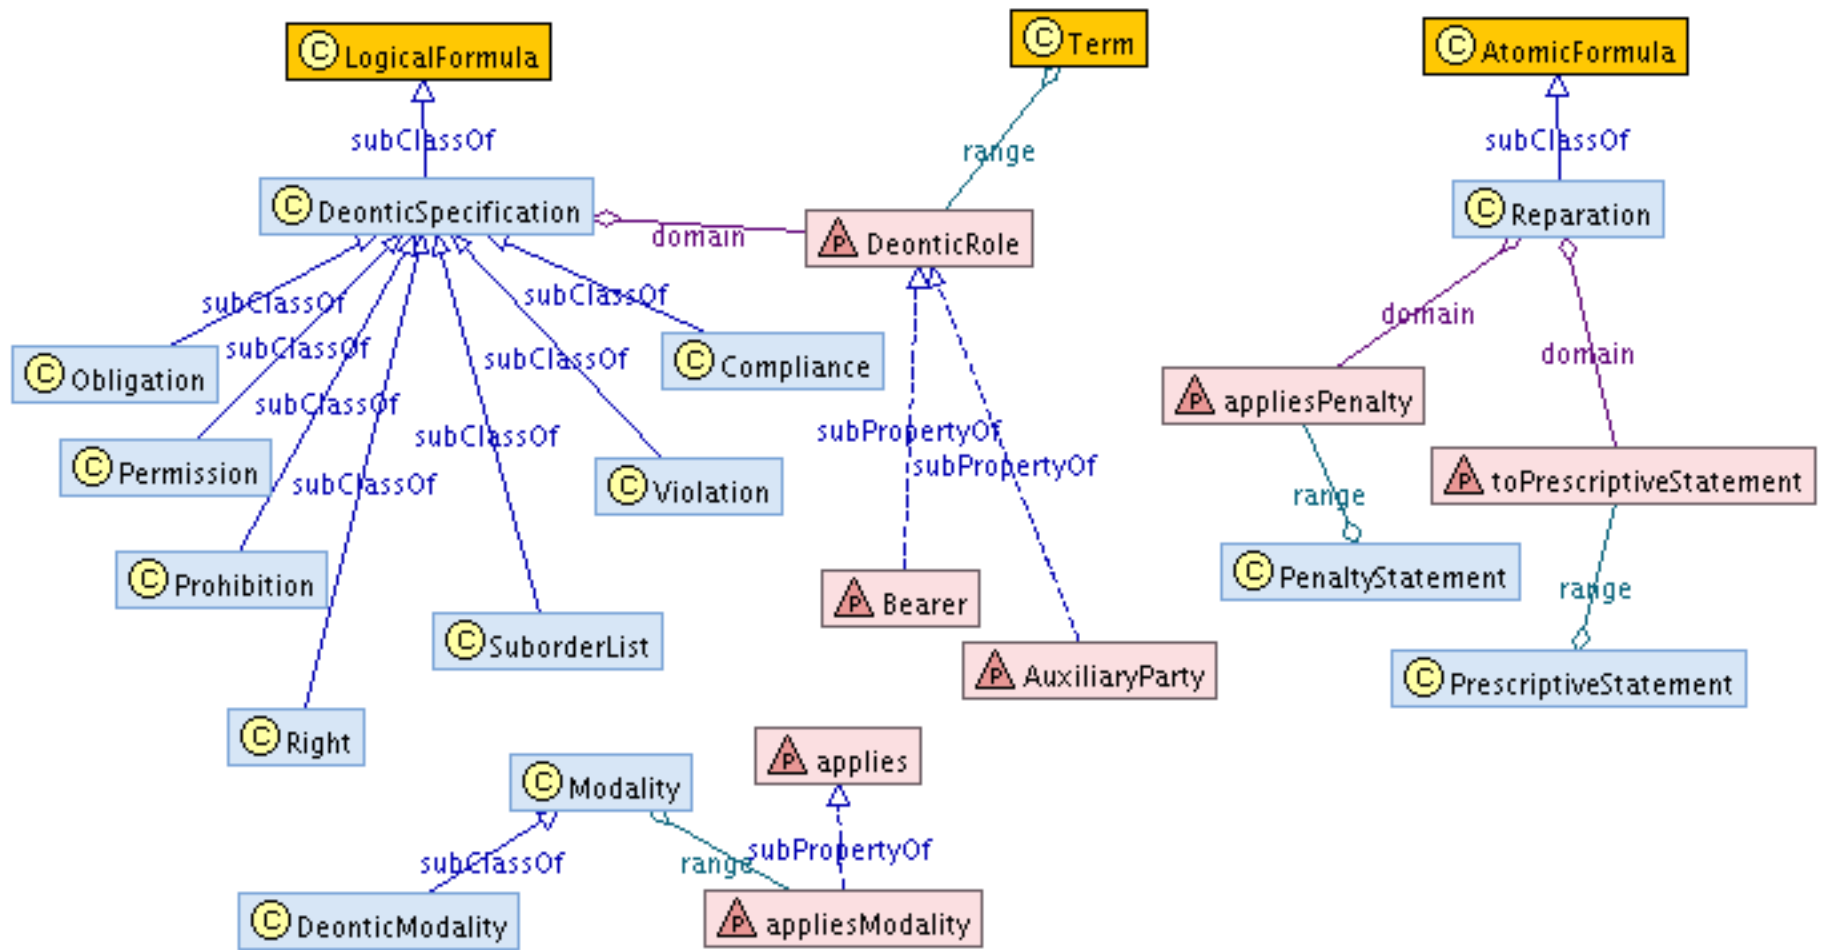 C LogicalFormula
C Term
C AtomicFormula
subClassOf
range
subClassOf
C DeonticSpecification
P DeonticRole
C Reparation
domain
subClassOf
subClassOf
domain
subClassOf
subClassOf
C Compliance
domain
C Obligation
subClassOf
P appliesPenalty
subClassOf
subPropertyOf
subPropertyOf
C Permission
subClassOf
C Violation
range
P toPrescriptiveStatement
C Prohibition
P Bearer
C PenaltyStatement
range
C SuborderList
P AuxiliaryParty
C PrescriptiveStatement
C Right
P applies
C Modality
subClassOf
range
subPropertyOf
C DeonticModality
P appliesModality